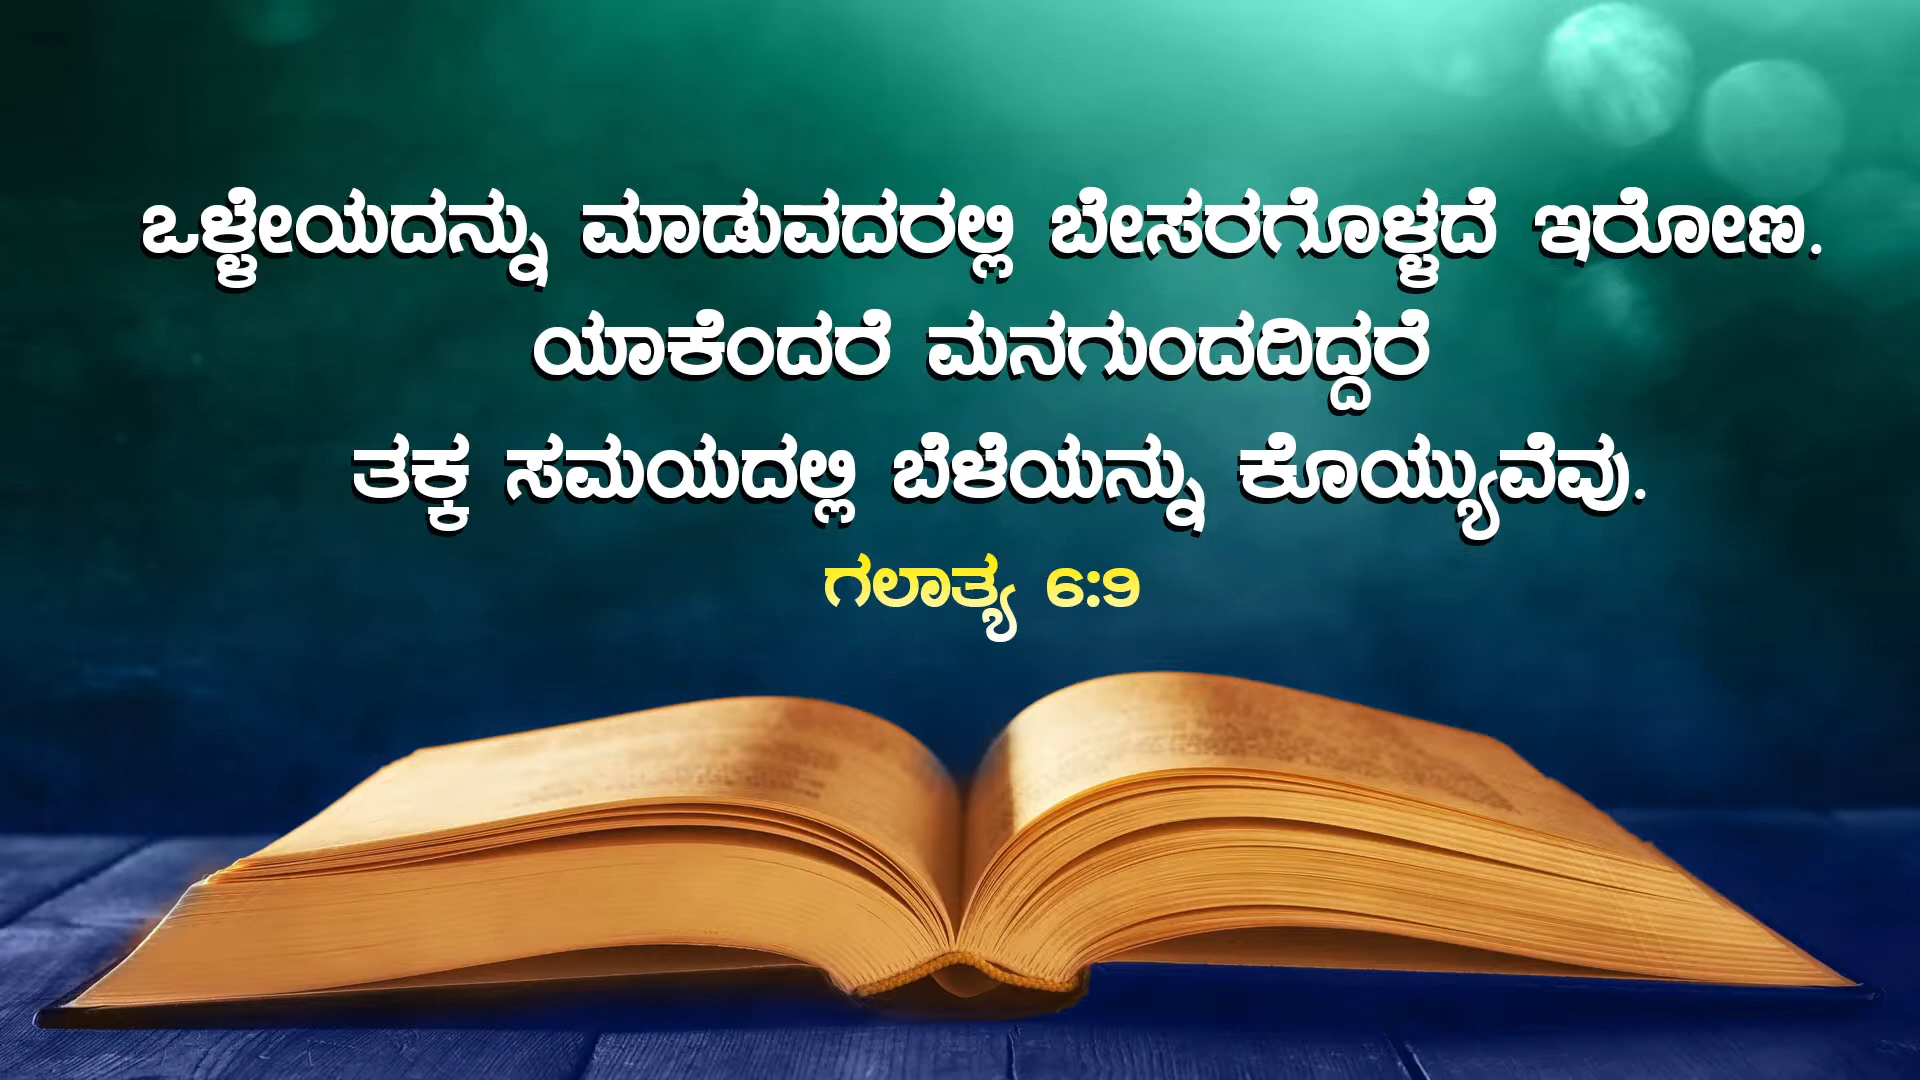 ಒಳ್ಳೇಯದನ್ನು ಮಾಡುವದರಲ್ಲಿ ಬೇಸರಗೊಳ್ಳದೆ ಇರೋಣ.
ಯಾಕೆಂದರೆ ಮನಗುಂದದಿದ್ದರೆ
ತಕ್ಕ ಸಮಯದಲ್ಲಿ ಬೆಳೆಯನ್ನು ಕೊಯ್ಯುವೆವು.
ಗಲಾತ್ಯ 6:9